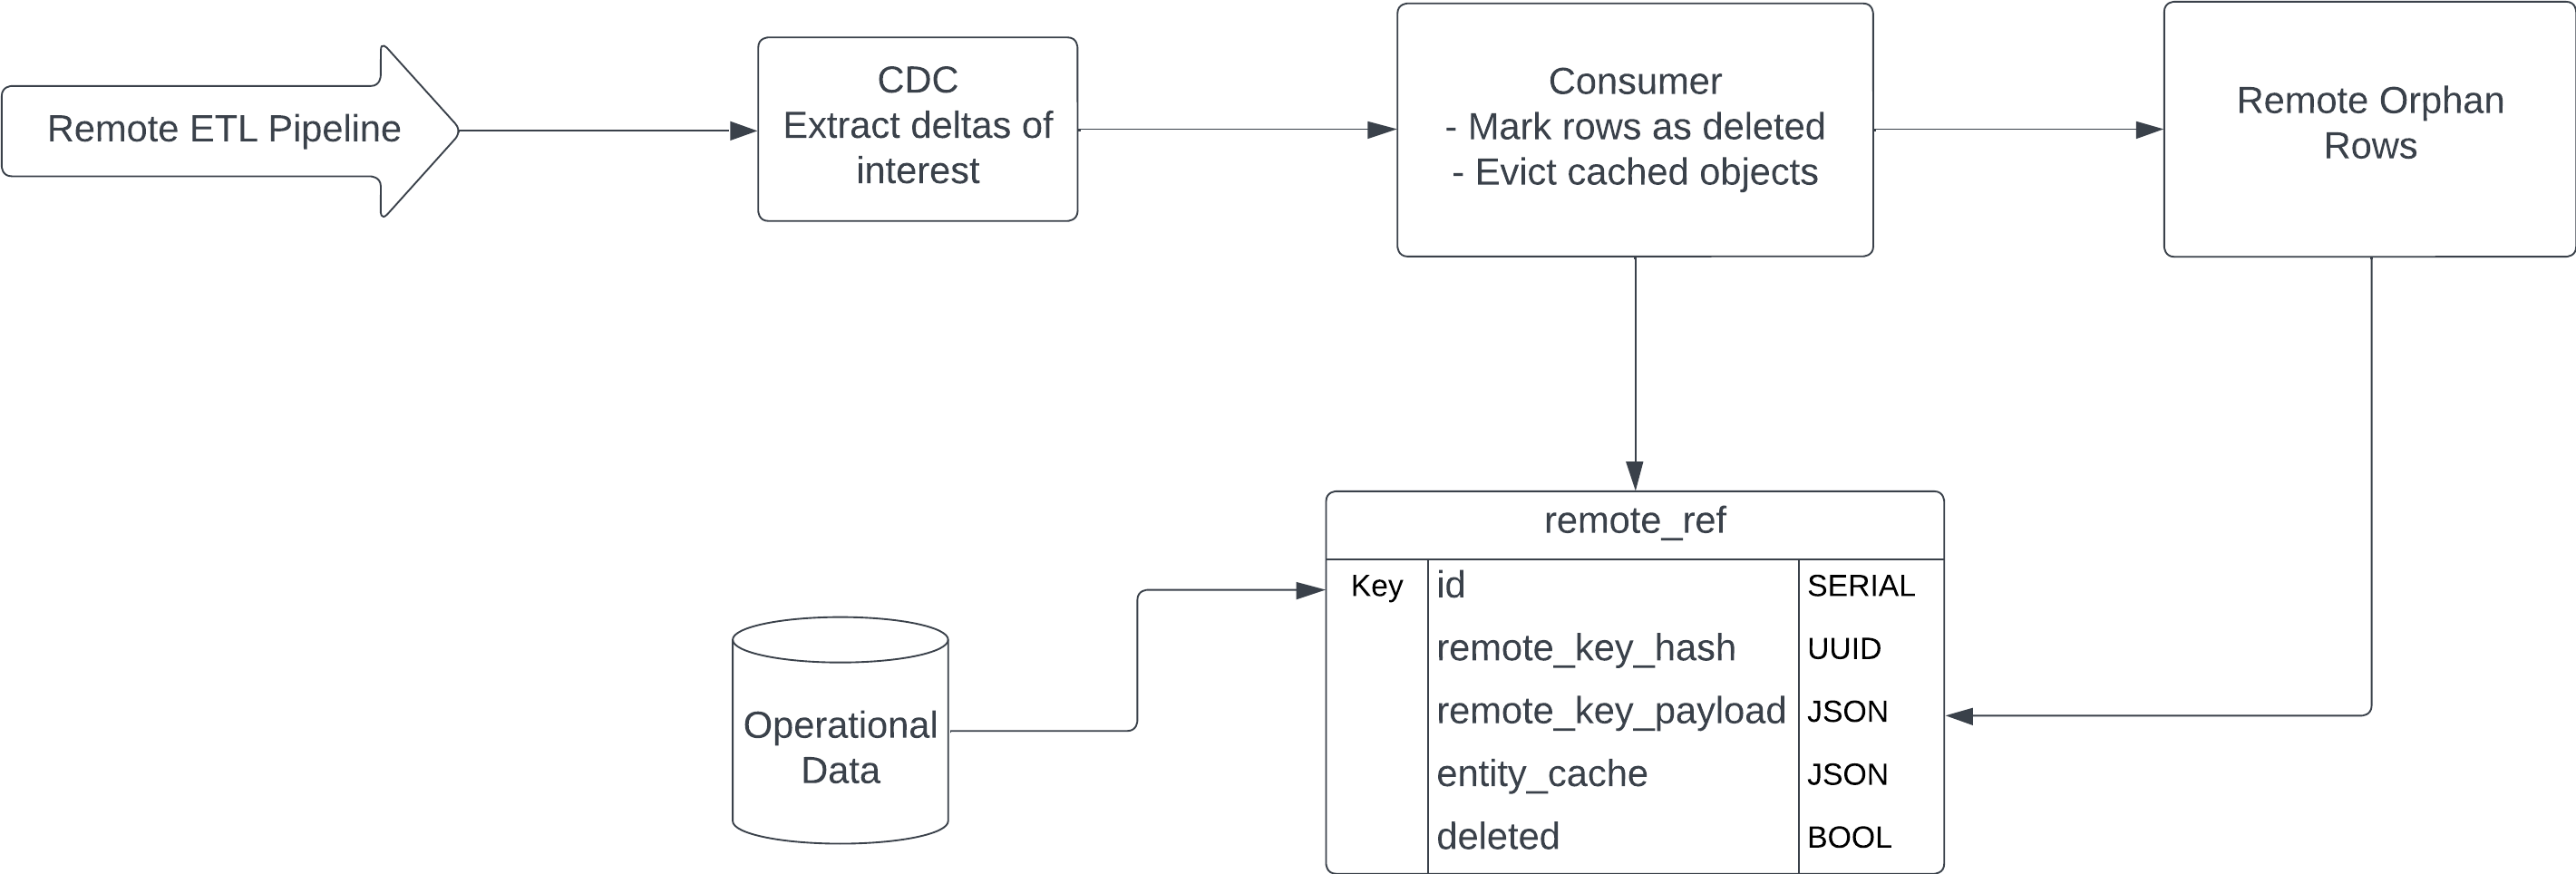 Remote ETL Pipeline
CDC
Extract deltas of
interest
Consumer
- Mark rows as deleted
- Evict cached objects
Remote Orphan
Rows
remote_ref
Key id SERIAL
remote_key_hash UUID
remote_key_payload JSON
entity_cache JSON
deleted BOOL
Operational
Data